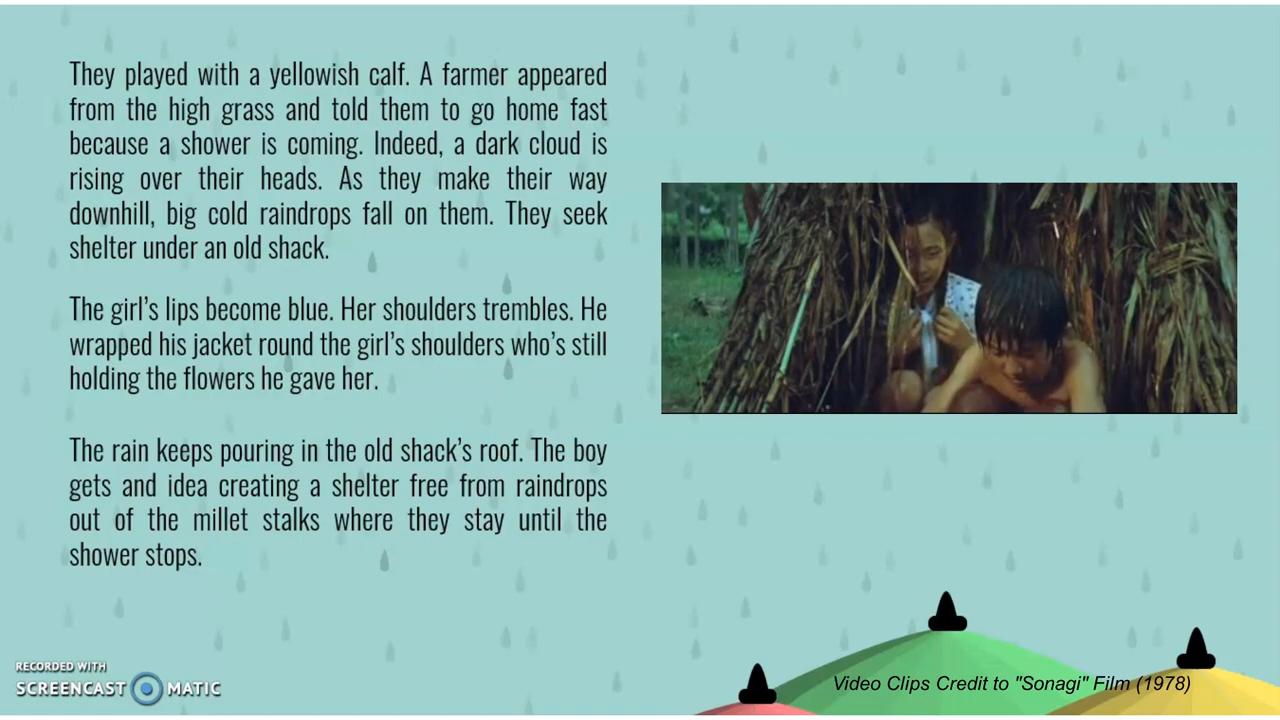 They played with a yellowish calf. A farmer appeared
from the high grass and told them to go home fast
because a shower is coming. Indeed, a dark cloud is
rising over their heads. As they make their way
downhill, big cold raindrops fall on them. They seek
shelter under an old shack.
The girl’s lips become blue. Her shoulders trembles. He
wrapped his jacket round the girl’s shoulders who’s still
holding the flowers he gave her.
The rain keeps pouring in the old shack’s roof. The boy
gets and idea creating a shelter free from raindrops
out of the millet stalks where they stay until the
shower stops.
RECORDED WITH
SCREENCAST MATIC
Video Clips Credit to "Sonagi" Film (1978)